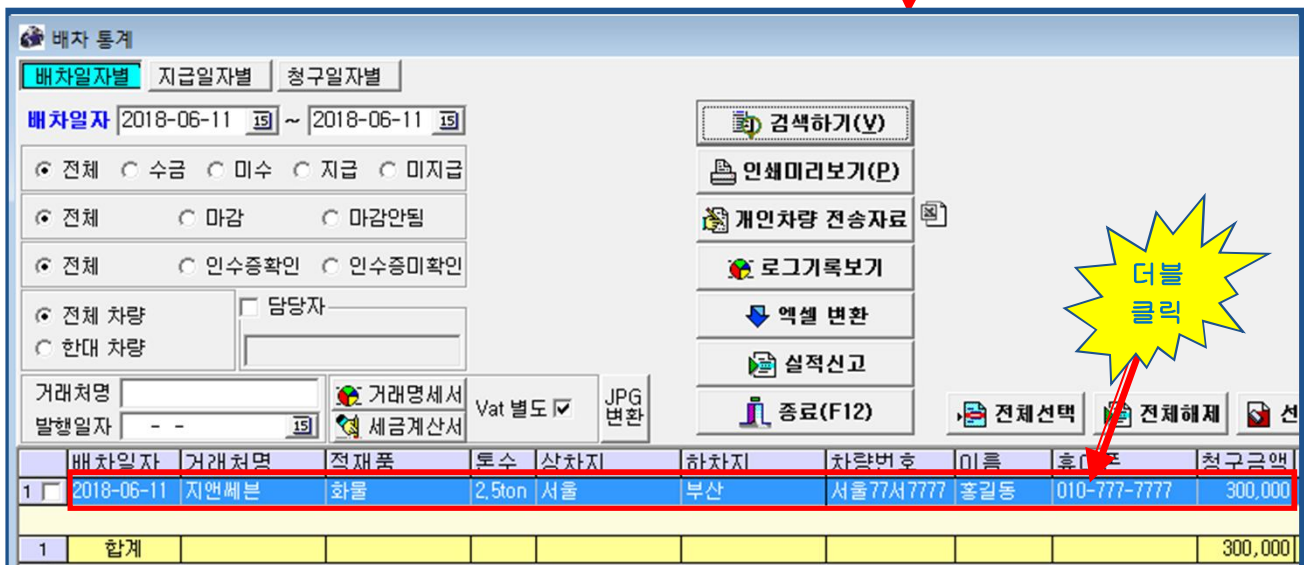 배차 통계
배차일자별 지급일자별 청구일자별
배차일자 2018-06-11 15 ~ 2018-06-11 15
검색하기(V)
전체 수금 미수 지급 미지급
인쇄미리보기(P)
전체 마감 마감안됨
개인차량 전송자료
전체 인수증확인 인수증미확인
로그기록보기
더블
클릭
전체 차량 담당자
한대 차량
엑셀 변환
실적신고
거래처명 거래명세서 Vat 별도 JPG
변환
종료(F12) 전체선택 전체해제 선
발행일자 - - 15 세금계산서
배차일자 거래처명 적재품 톤수 상차지 하차지 차량번호 이름 청구금액
1 2018-06-11 지앤쎄븐 화물 2,5ton 서울 부산 서울77서7777 홍길동 010-777-7777 300,000
1 합계 300,000